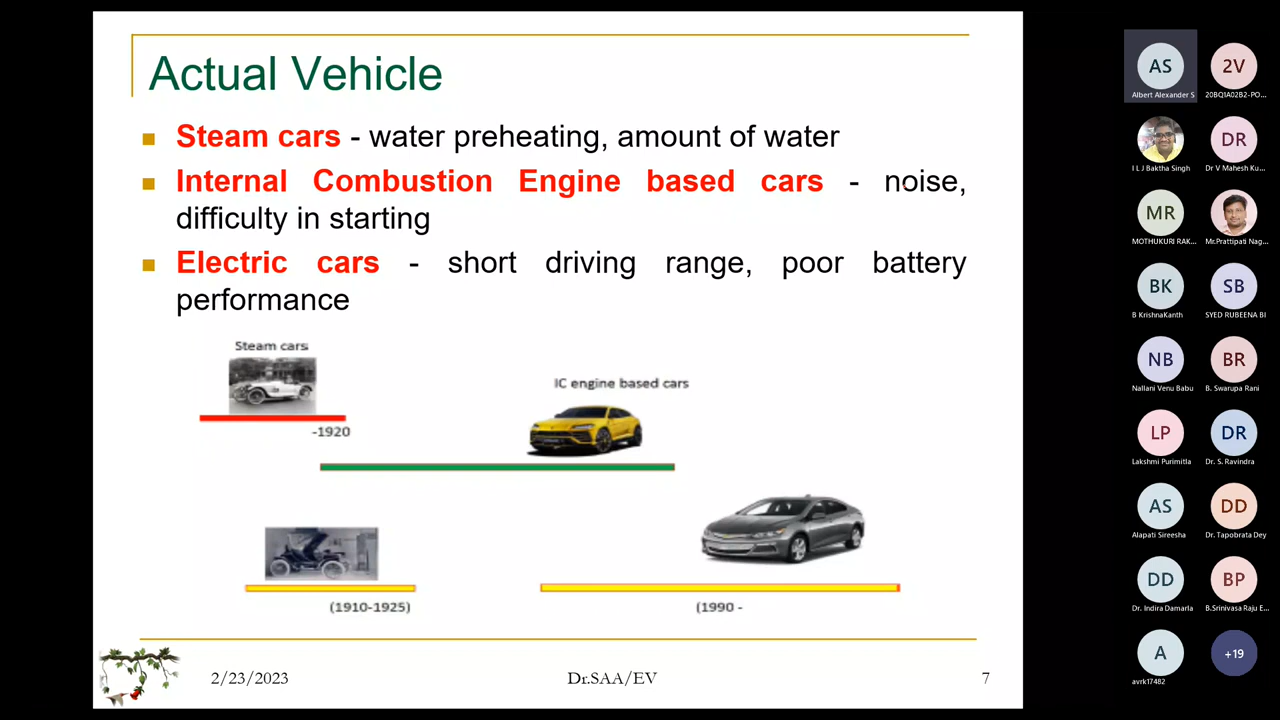 Actual Vehicle
Steam cars - water preheating, amount of water
Internal Combustion Engine based cars - noise,
difficulty in starting
Electric cars - short driving range, poor battery
performance
Steam cars
-1920
IC engine based cars
(1910-1925)
(1990 -
2/23/2023
Dr.SAA/EV
7
AS
Albert Alexander S
2V
20BQ1A02B2-PO...
I L J Baktha Singh
DR
Dr V Mahesh Ku...
MR
MOTHUKURI RAK...
Mr.Prattipati Nag...
BK
B KrishnaKanth
SB
SYED RUBEENA BI
NB
Nallani Venu Babu
BR
B. Swarupa Rani
LP
Lakshmi Purimitla
DR
Dr. S. Ravindra
AS
Alapati Sireesha
DD
Dr. Tapobrata Dey
DD
Dr. Indira Damarla
BP
B.Srinivasa Raju E...
A
avrk17482
+19